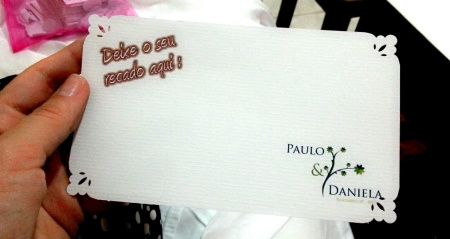 Deixe o seu
recado aqui :
PAULO
&
DANIELA